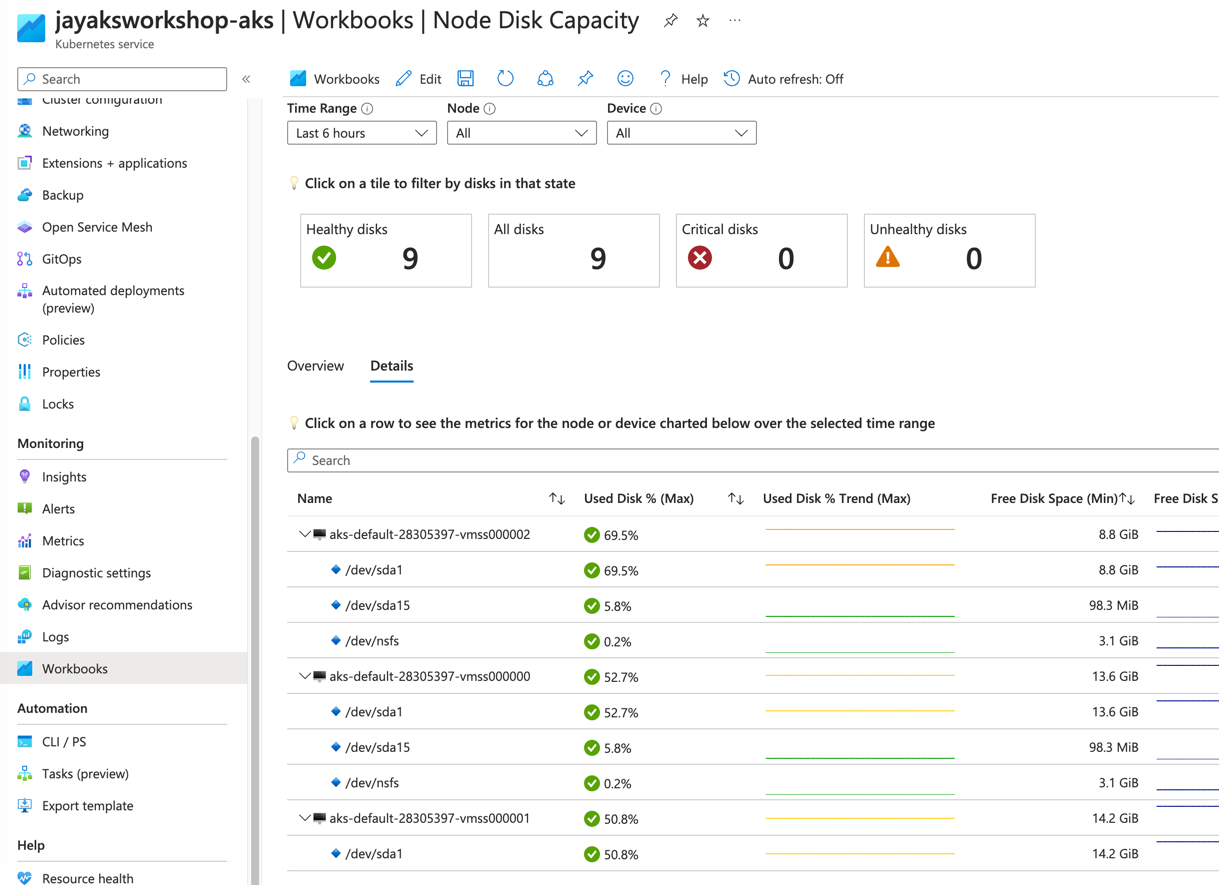 jayaksworkshop-aks | Workbooks | Node Disk Capacity
Kubernetes service
Search
Cluster configuration
Networking
Extensions + applications
Backup
Open Service Mesh
GitOps
Automated deployments
(preview)
Policies
Properties
Locks
Monitoring
Insights
Alerts
Metrics
Diagnostic settings
Advisor recommendations
Logs
Workbooks
Automation
CLI / PS
Tasks (preview)
Export template
Help
Resource health
Workbooks Edit Help Auto refresh: Off
Time Range Node Device
Last 6 hours All All
Click on a tile to filter by disks in that state
Healthy disks All disks Critical disks Unhealthy disks
9 9 0 0
Overview Details
Click on a row to see the metrics for the node or device charted below over the selected time range
Search
Name Used Disk % (Max) Used Disk % Trend (Max) Free Disk Space (Min) Free Disk S
aks-default-28305397-vmss000002 69.5% 8.8 GiB
/dev/sda1 69.5% 8.8 GiB
/dev/sda15 5.8% 98.3 MiB
/dev/nsfs 0.2% 3.1 GiB
aks-default-28305397-vmss000000 52.7% 13.6 GiB
/dev/sda1 52.7% 13.6 GiB
/dev/sda15 5.8% 98.3 MiB
/dev/nsfs 0.2% 3.1 GiB
aks-default-28305397-vmss000001 50.8% 14.2 GiB
/dev/sda1 50.8% 14.2 GiB